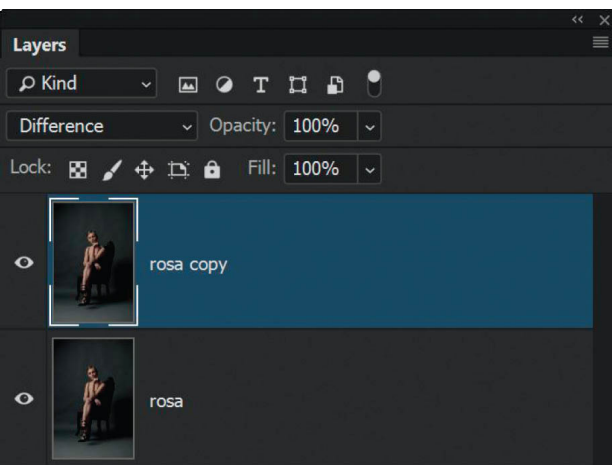 Layers
Kind
Difference Opacity: 100%
Lock: Fill: 100%
rosa copy
rosa